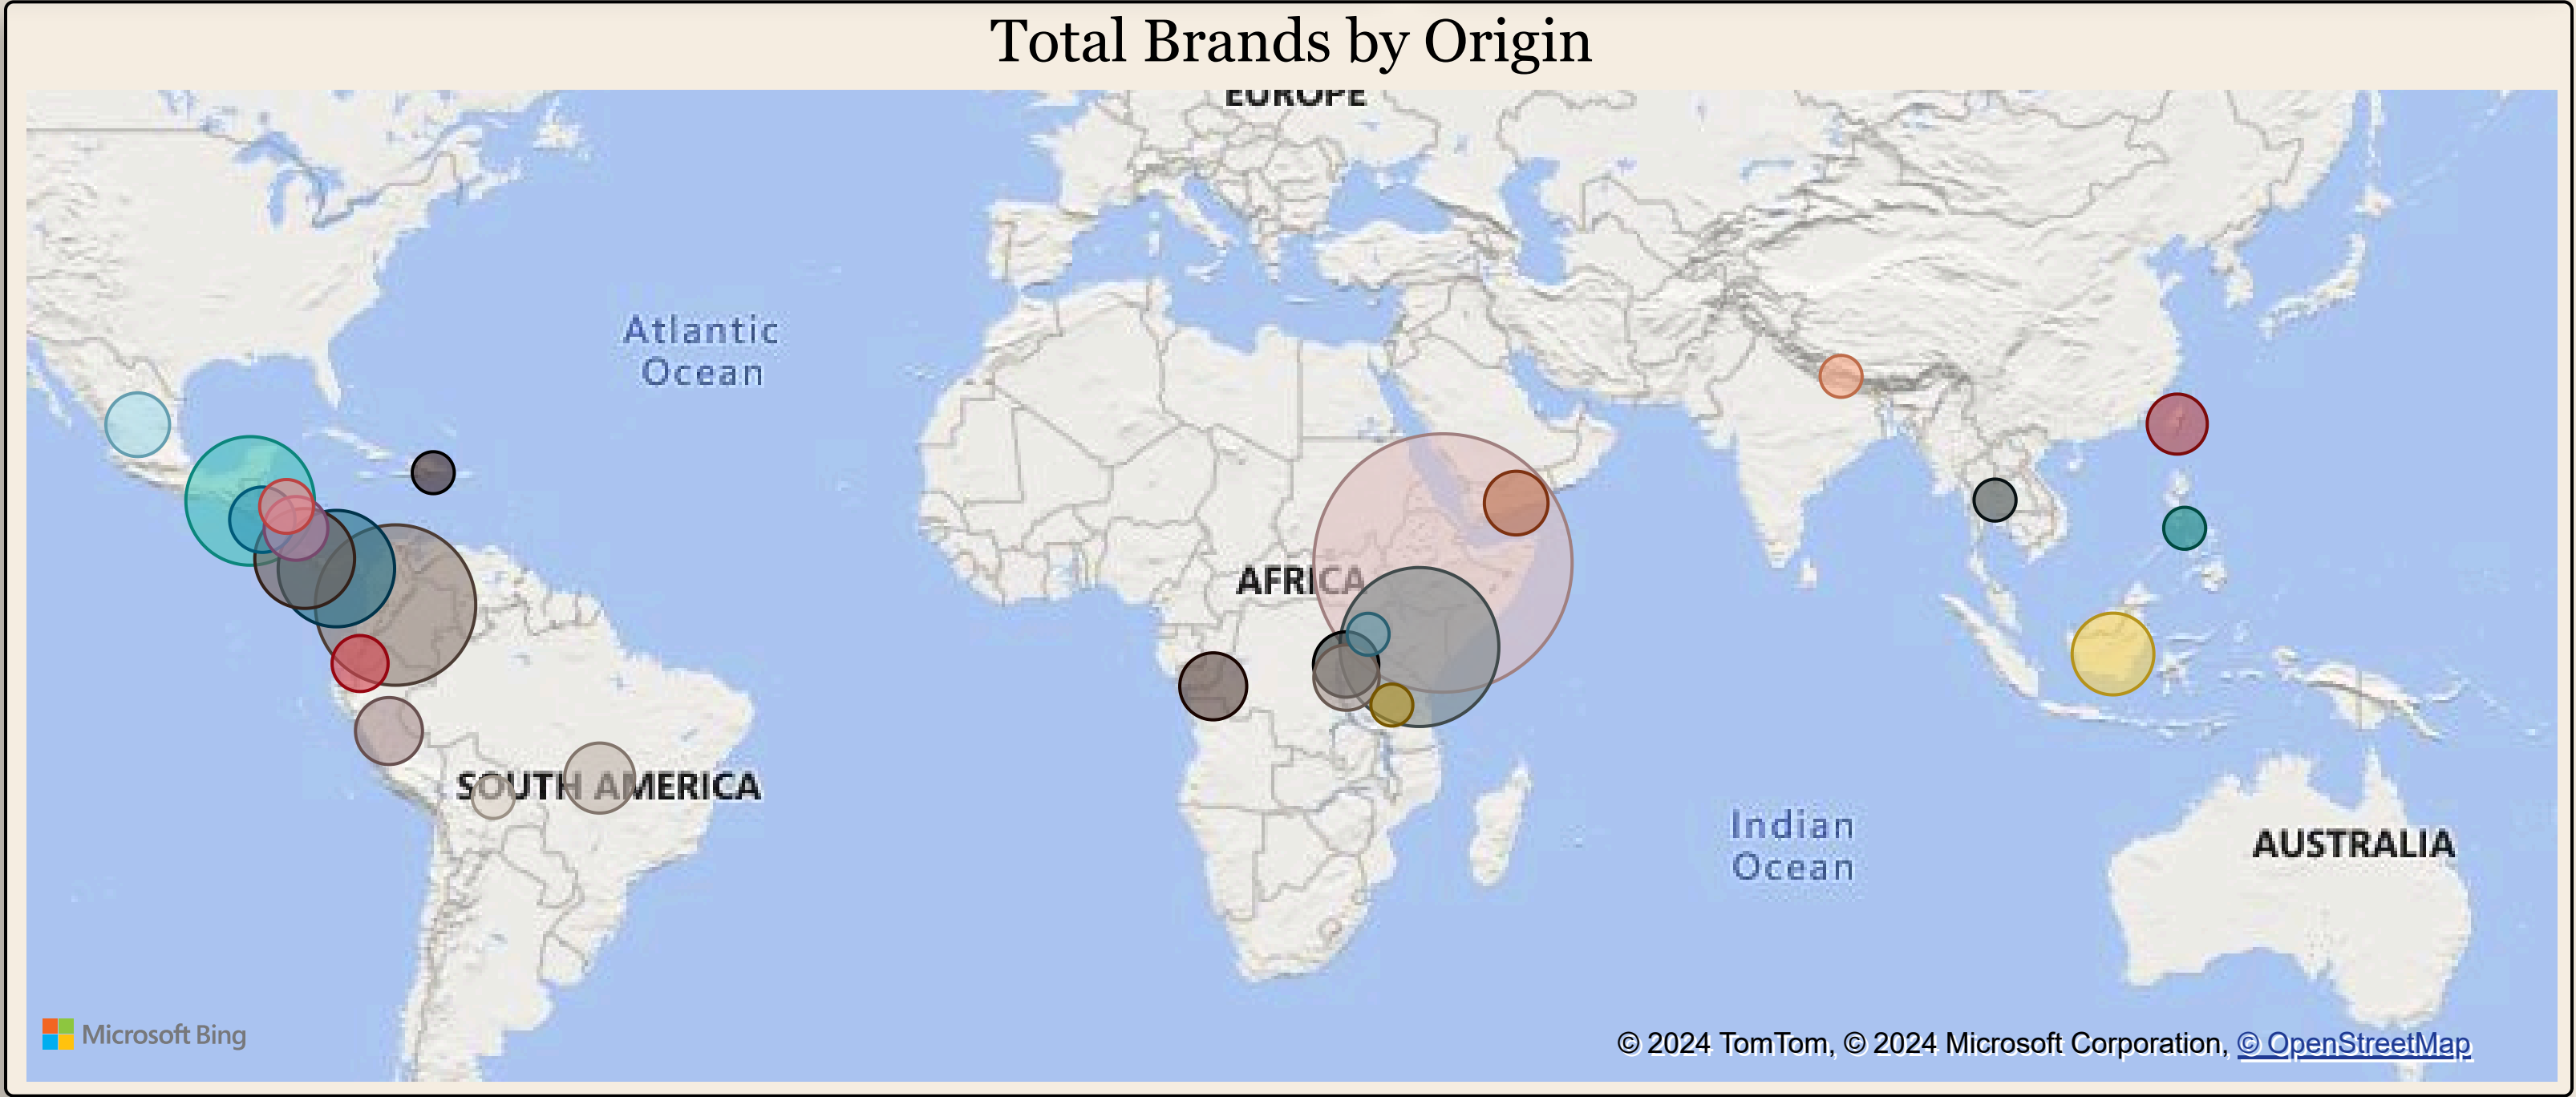 Total Brands by Origin
EUROPE
Atlantic
Ocean
AFRICA
SOUTH AMERICA
Indian
Ocean
AUSTRALIA
Microsoft Bing
© 2024 TomTom, © 2024 Microsoft Corporation, © OpenStreetMap